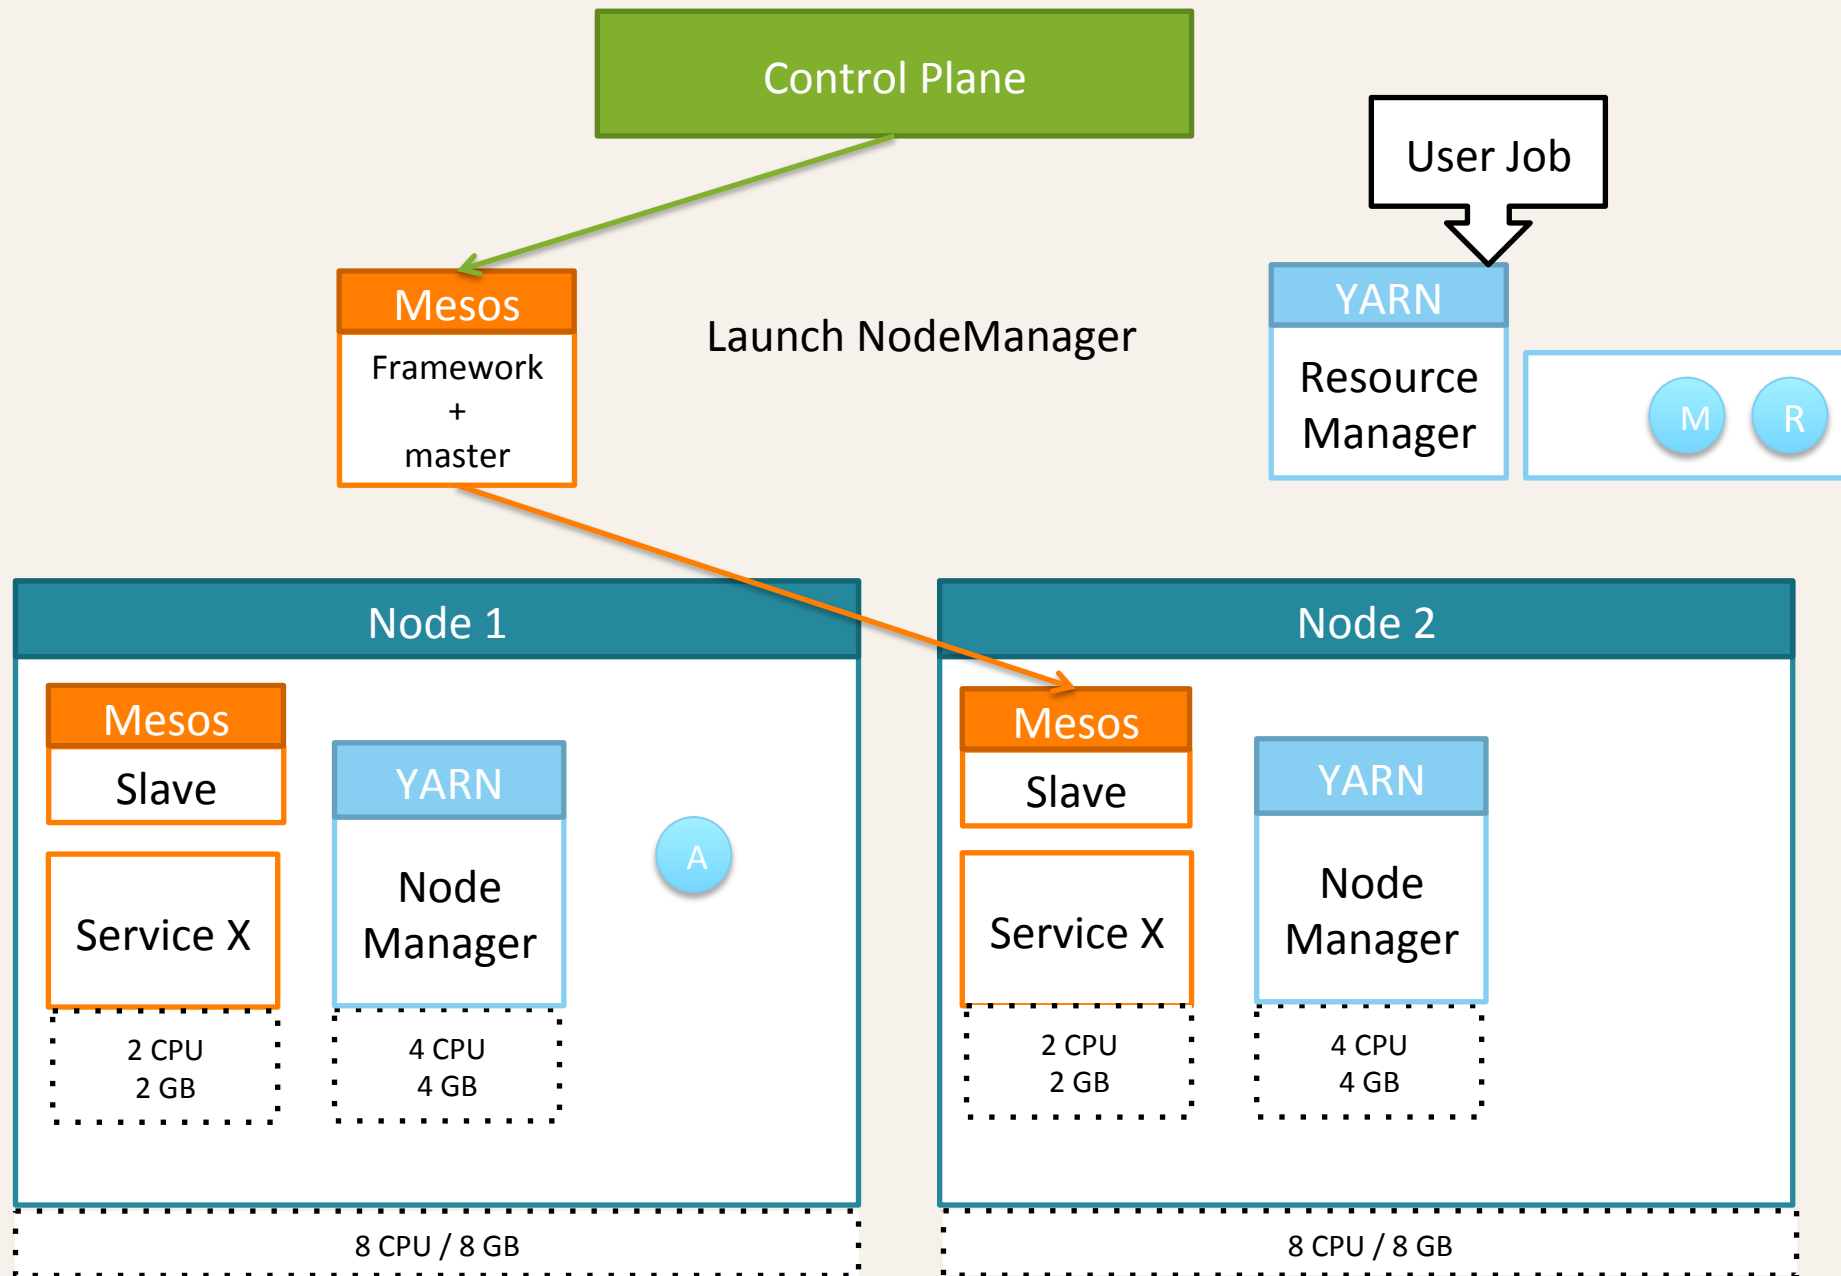 Control Plane
User Job
Mesos
Framework
+
master
Launch NodeManager
YARN
Resource
Manager
M
R
Node 1
Mesos
Slave
Service X
2 CPU
2 GB
YARN
Node
Manager
4 CPU
4 GB
A
8 CPU / 8 GB
Node 2
Mesos
Slave
Service X
2 CPU
2 GB
YARN
Node
Manager
4 CPU
4 GB
8 CPU / 8 GB